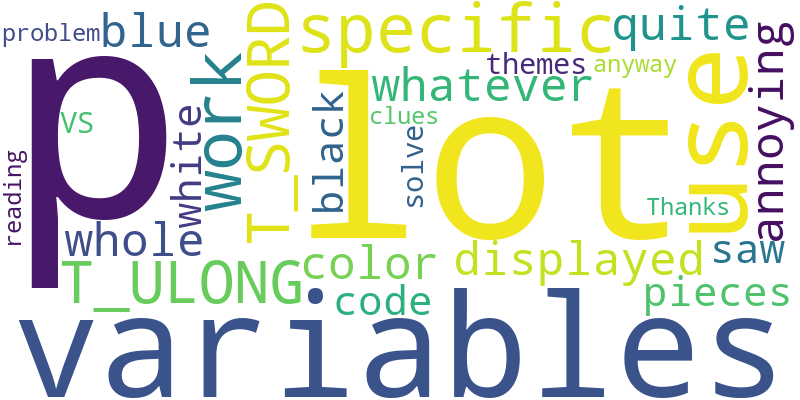 problem
blue
p
VS
reading
white
work
whole
T_SWORD
T_ULONG
specific
quite
themes
anyway
whatever
clues
black
solve
lot
use
annoying
Thanks
color
displayed
saw
code
pieces
variables